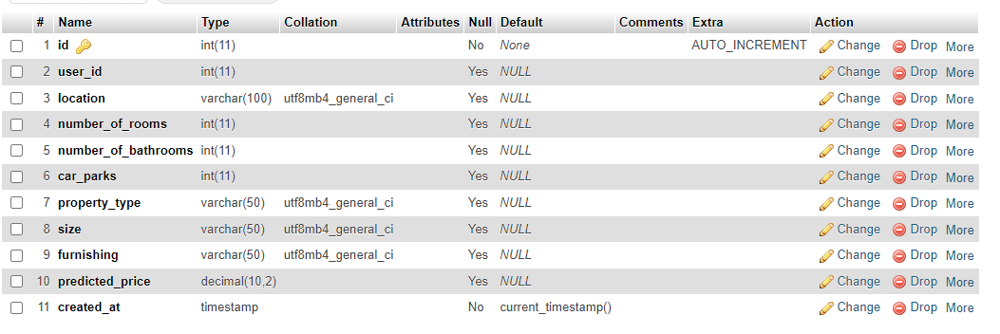 # Name Type Collation Attributes Null Default Comments Extra Action
1 id int(11) No None AUTO_INCREMENT Change Drop More
2 user_id int(11) Yes NULL Change Drop More
3 location varchar(100) utf8mb4_general_ci Yes NULL Change Drop More
4 number_of_rooms int(11) Yes NULL Change Drop More
5 number_of_bathrooms int(11) Yes NULL Change Drop More
6 car_parks int(11) Yes NULL Change Drop More
7 property_type varchar(50) utf8mb4_general_ci Yes NULL Change Drop More
8 size varchar(50) utf8mb4_general_ci Yes NULL Change Drop More
9 furnishing varchar(50) utf8mb4_general_ci Yes NULL Change Drop More
10 predicted_price decimal(10,2) Yes NULL Change Drop More
11 created_at timestamp No current_timestamp() Change Drop More